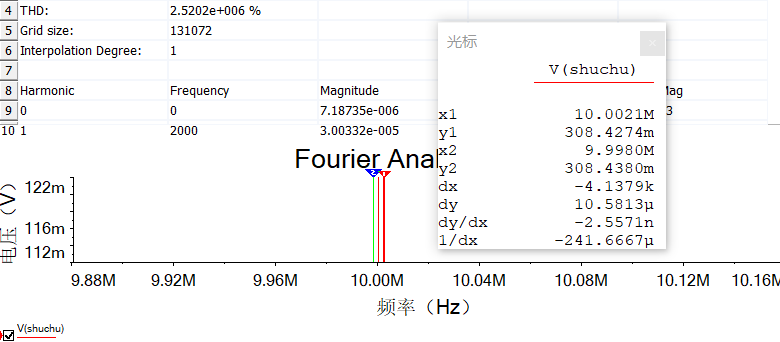 4 THD: 2.5202e+006 %
5 Grid size: 131072
6 Interpolation Degree: 1
7
8 Harmonic Frequency Magnitude Mag
9 0 0 7.18735e-006 3
10 1 2000 3.00332e-005
光标 ×
V(shuchu)
x1 10.0021M
y1 308.4274m
x2 9.9980M
y2 308.4380m
dx -4.1379k
dy 10.5813µ
dy/dx -2.5571n
1/dx -241.6667µ
Fourier Anal
2 1
电压（V）
122m
116m
112m
9.88M 9.92M 9.96M 10.00M 10.04M 10.08M 10.12M 10.16M
频率（Hz）
V(shuchu)